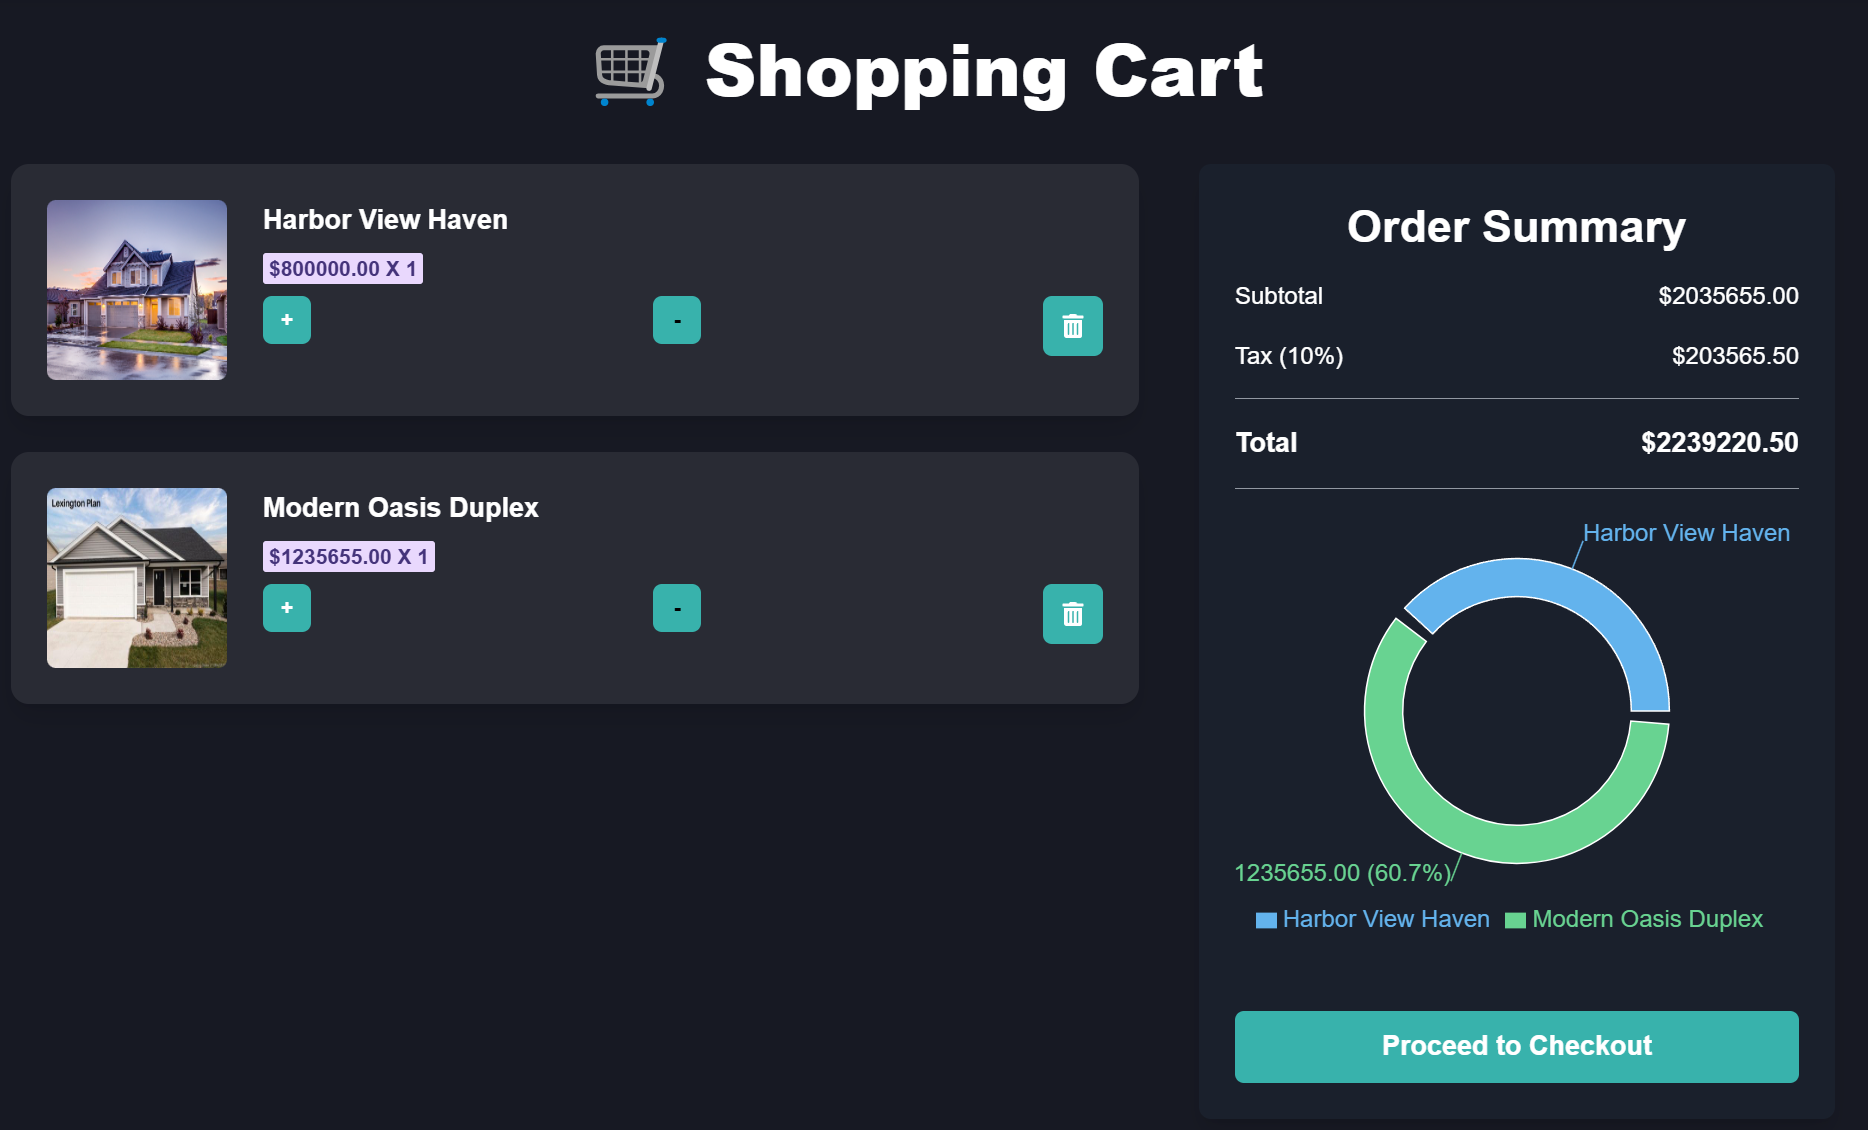 Shopping Cart
Harbor View Haven
$800000.00 X 1
+
-
Lexington Plan
Modern Oasis Duplex
$1235655.00 X 1
+
-
Order Summary
Subtotal $2035655.00
Tax (10%) $203565.50
Total $2239220.50
Harbor View Haven
1235655.00 (60.7%)
Harbor View Haven Modern Oasis Duplex
Proceed to Checkout